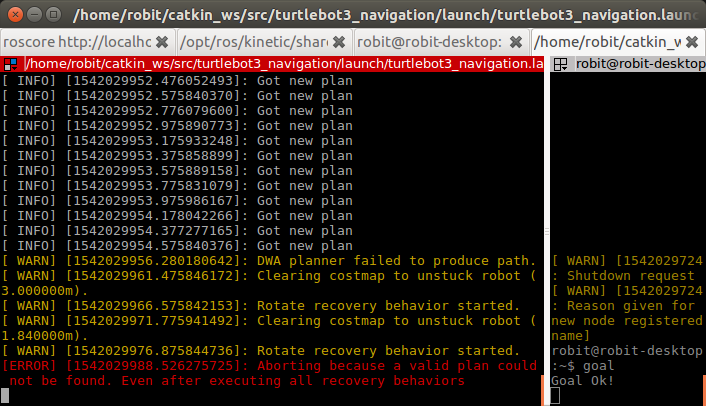 /home/robit/catkin_ws/src/turtlebot3_navigation/launch/turtlebot3_navigation.launc
roscore http://localho
/opt/ros/kinetic/share
robit@robit-desktop:
/home/robit/catkin_w
/home/robit/catkin_ws/src/turtlebot3_navigation/launch/turtlebot3_navigation.la
[ INFO] [1542029952.476052493]: Got new plan
[ INFO] [1542029952.575840370]: Got new plan
[ INFO] [1542029952.776079600]: Got new plan
[ INFO] [1542029952.975890773]: Got new plan
[ INFO] [1542029953.175933248]: Got new plan
[ INFO] [1542029953.375858899]: Got new plan
[ INFO] [1542029953.575889158]: Got new plan
[ INFO] [1542029953.775831079]: Got new plan
[ INFO] [1542029953.975986167]: Got new plan
[ INFO] [1542029954.178042266]: Got new plan
[ INFO] [1542029954.377277165]: Got new plan
[ INFO] [1542029954.575840376]: Got new plan
[ WARN] [1542029956.280180642]: DWA planner failed to produce path.
[ WARN] [1542029961.475846172]: Clearing costmap to unstuck robot (
3.000000m).
[ WARN] [1542029966.575842153]: Rotate recovery behavior started.
[ WARN] [1542029971.775941492]: Clearing costmap to unstuck robot (
1.840000m).
[ WARN] [1542029976.875844736]: Rotate recovery behavior started.
[ERROR] [1542029988.526275725]: Aborting because a valid plan could
 not be found. Even after executing all recovery behaviors
robit@robit-desktop
[ WARN] [1542029724
: Shutdown request
[ WARN] [1542029724
: Reason given for
new node registered
name]
robit@robit-desktop
:~$ goal
Goal Ok!